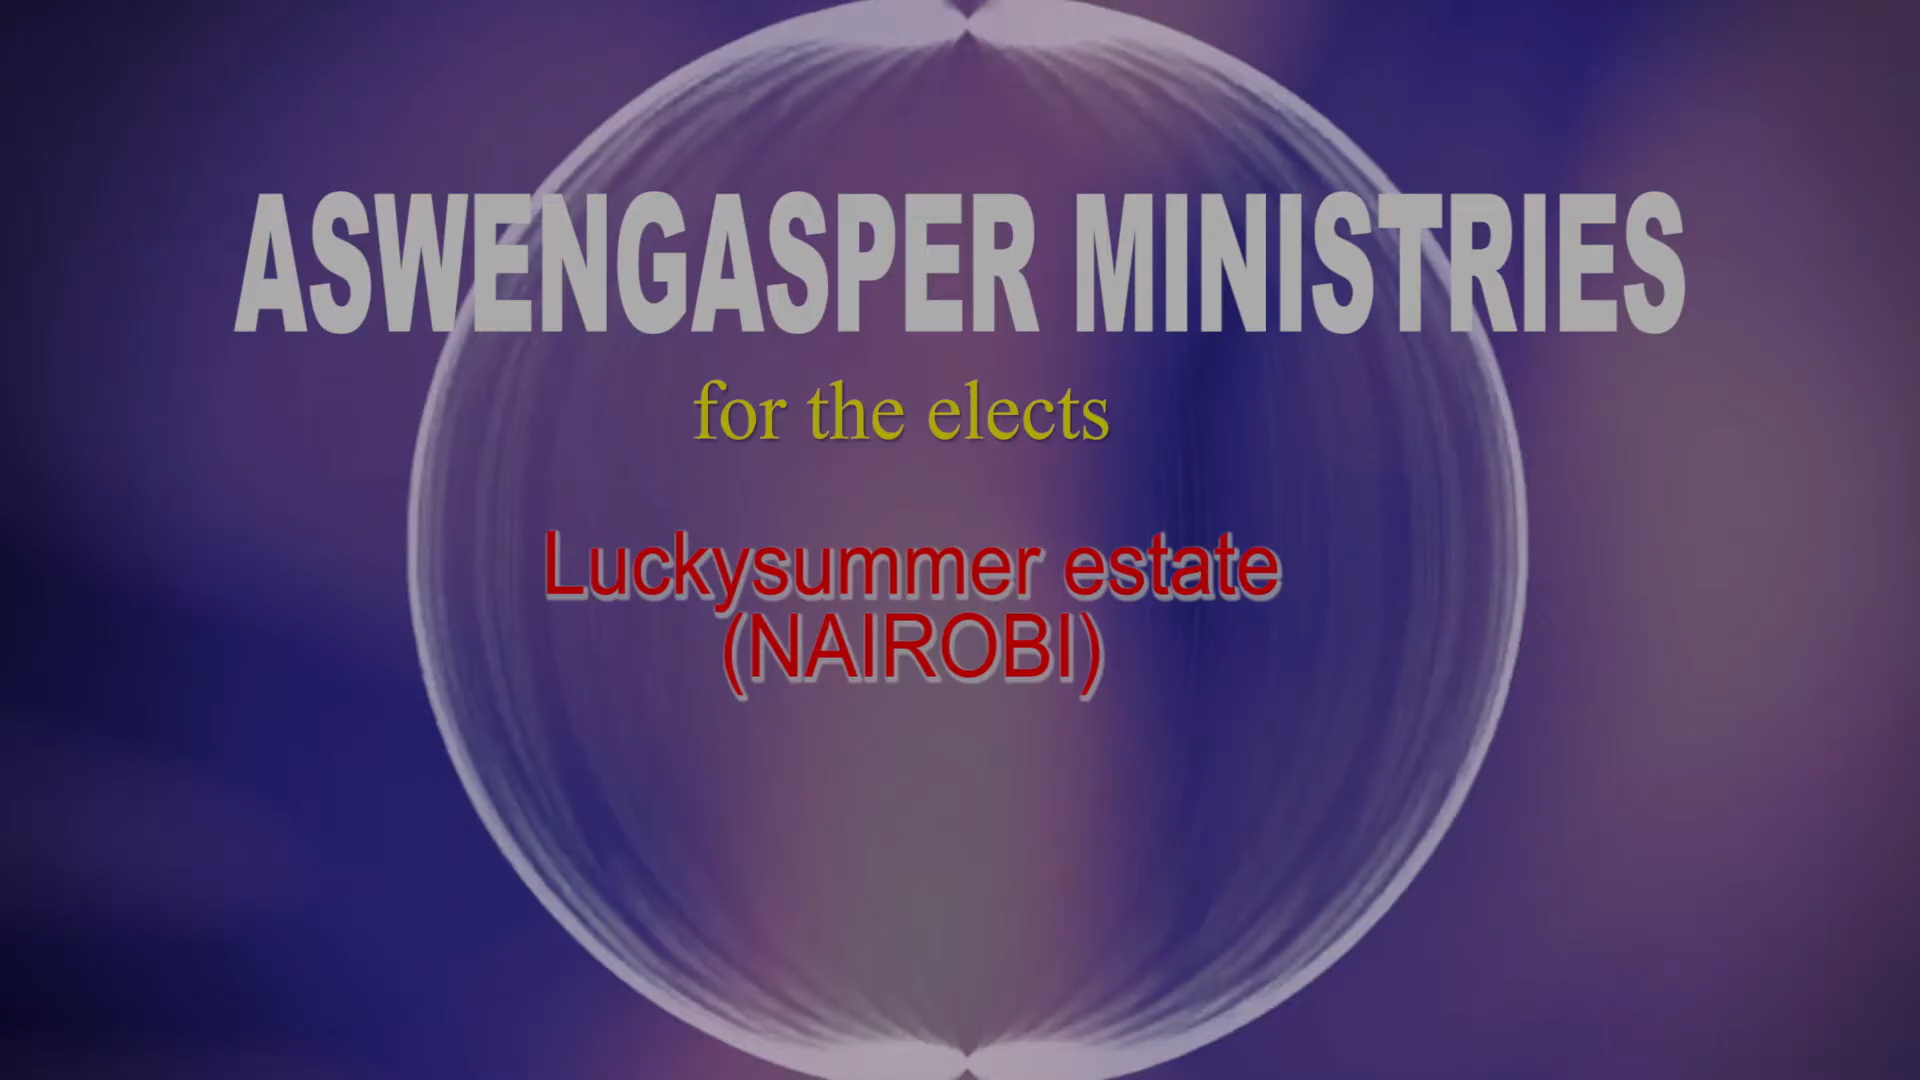 ASWENGASPER MINISTRIES
for the elects
Luckysummer estate
(NAIROBI)